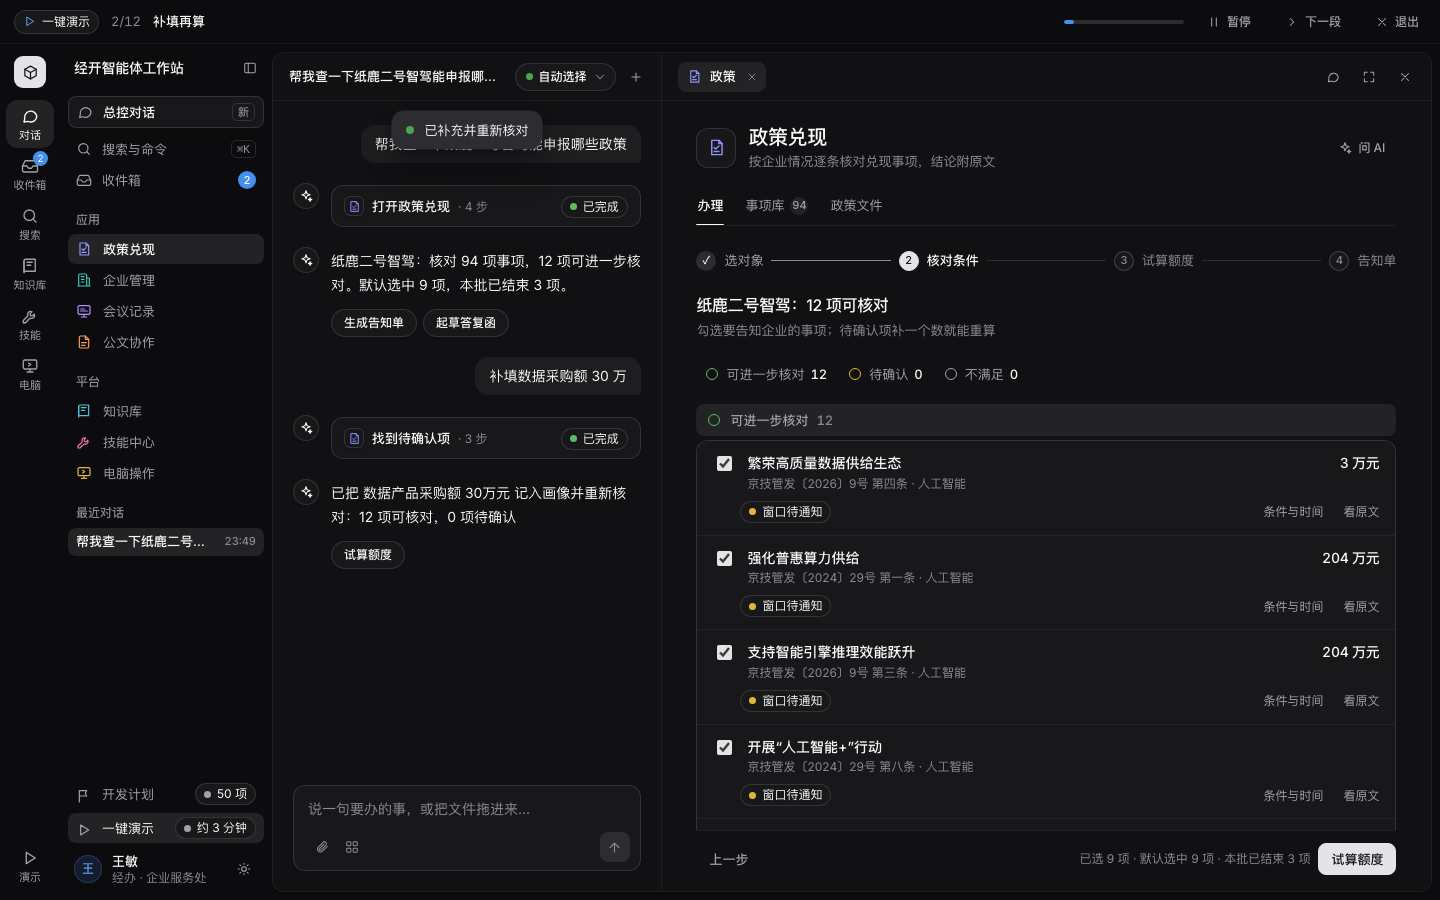 一键演示
2/12 补填再算
暂停
下一段
退出
对话
2
收件箱
搜索
知识库
技能
电脑
演示
经开智能体工作站
总控对话 新
搜索与命令 ⌘K
收件箱 2
应用
政策兑现
企业管理
会议记录
公文协作
平台
知识库
技能中心
电脑操作
最近对话
帮我查一下纸鹿二号... 23:49
开发计划 50 项
一键演示 约 3 分钟
王
王敏
经办 · 企业服务处
帮我查一下纸鹿二号智驾能申报哪...
自动选择
已补充并重新核对
能申报哪些政策
打开政策兑现 · 4 步 已完成
纸鹿二号智驾：核对 94 项事项，12 项可进一步核
对。默认选中 9 项，本批已结束 3 项。
生成告知单 起草答复函
补填数据采购额 30 万
找到待确认项 · 3 步 已完成
已把 数据产品采购额 30万元 记入画像并重新核
对：12 项可核对，0 项待确认
试算额度
说一句要办的事，或把文件拖进来...
政策
政策兑现
按企业情况逐条核对兑现事项，结论附原文
问 AI
办理 事项库 94 政策文件
选对象 2 核对条件 3 试算额度 4 告知单
纸鹿二号智驾：12 项可核对
勾选要告知企业的事项；待确认项补一个数就能重算
可进一步核对 12 待确认 0 不满足 0
可进一步核对 12
繁荣高质量数据供给生态 3 万元
京技管发〔2026〕9号 第四条 · 人工智能
窗口待通知 条件与时间 看原文
强化普惠算力供给 204 万元
京技管发〔2024〕29号 第一条 · 人工智能
窗口待通知 条件与时间 看原文
支持智能引擎推理效能跃升 204 万元
京技管发〔2026〕9号 第三条 · 人工智能
窗口待通知 条件与时间 看原文
开展“人工智能+”行动
京技管发〔2024〕29号 第八条 · 人工智能
窗口待通知 条件与时间 看原文
上一步
已选 9 项 · 默认选中 9 项 · 本批已结束 3 项
试算额度